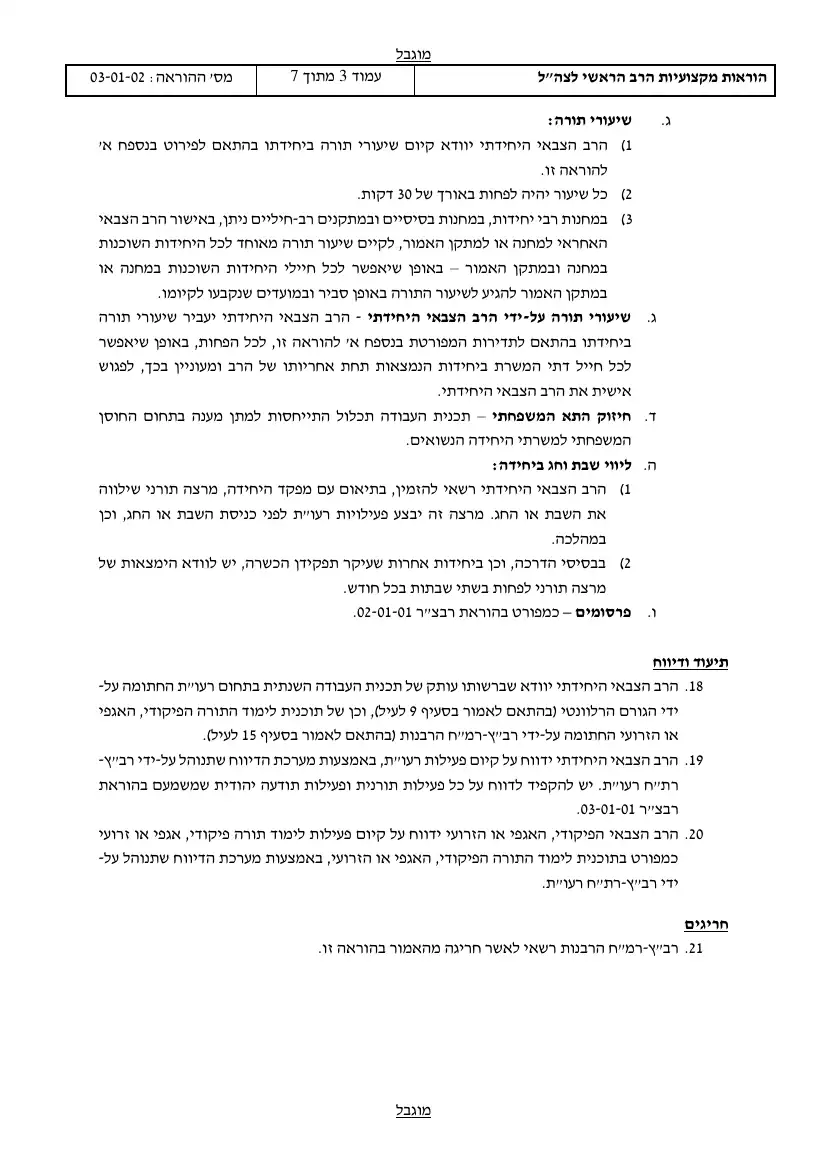 מוגבל
הוראות מקצועיות הרב הראשי לצה״ל עמוד 3 מתוך 7 מס׳ ההוראה: 03-01-02
ג. שיעורי תורה:
1) הרב הצבאי היחידתי יוודא קיום שיעורי תורה ביחידתו בהתאם לפירוט בנספח א׳
להוראה זו.
2) כל שיעור יהיה לפחות באורך של 30 דקות.
3) במחנות רבי יחידות, במחנות בסיסיים ובמתקנים רב-חיליים ניתן, באישור הרב הצבאי
האחראי למחנה או למתקן האמור, לקיים שיעור תורה מאוחד לכל היחידות השוכנות
במחנה ובמתקן האמור – באופן שיאפשר לכל חיילי היחידות השוכנות במחנה או
במתקן האמור להגיע לשיעור התורה באופן סביר ובמועדים שנקבעו לקיומו.
ג. שיעורי תורה על-ידי הרב הצבאי היחידתי - הרב הצבאי היחידתי יעביר שיעורי תורה
ביחידתו בהתאם לתדירות המפורטת בנספח א׳ להוראה זו, לכל הפחות, באופן שיאפשר
לכל חייל דתי המשרת ביחידות הנמצאות תחת אחריותו של הרב ומעוניין בכך, לפגוש
אישית את הרב הצבאי היחידתי.
ד. חיזוק התא המשפחתי – תכנית העבודה תכלול התייחסות למתן מענה בתחום החוסן
המשפחתי למשרתי היחידה הנשואים.
ה. ליווי שבת וחג ביחידה:
1) הרב הצבאי היחידתי רשאי להזמין, בתיאום עם מפקד היחידה, מרצה תורני שילווה
את השבת או החג. מרצה זה יבצע פעילויות רעו״ת לפני כניסת השבת או החג, וכן
במהלכה.
2) בבסיסי הדרכה, וכן ביחידות אחרות שעיקר תפקידן הכשרה, יש לוודא הימצאות של
מרצה תורני לפחות בשתי שבתות בכל חודש.
ו. פרסומים – כמפורט בהוראת רבצ״ר 02-01-01.
תיעוד ודיווח
18. הרב הצבאי היחידתי יוודא שברשותו עותק של תכנית העבודה השנתית בתחום רעו״ת החתומה על-
ידי הגורם הרלוונטי (בהתאם לאמור בסעיף 9 לעיל), וכן של תוכנית לימוד התורה הפיקודי, האגפי
או הזרועי החתומה על-ידי רב״ץ-רמ״ח הרבנות (בהתאם לאמור בסעיף 15 לעיל).
19. הרב הצבאי היחידתי ידווח על קיום פעילות רעו״ת, באמצעות מערכת הדיווח שתנוהל על-ידי רב״ץ-
רת״ח רעו״ת. יש להקפיד לדווח על כל פעילות תורנית ופעילות תודעה יהודית שמשמעם בהוראת
רבצ״ר 03-01-01.
20. הרב הצבאי הפיקודי, האגפי או הזרועי ידווח על קיום פעילות לימוד תורה פיקודי, אגפי או זרועי
כמפורט בתוכנית לימוד התורה הפיקודי, האגפי או הזרועי, באמצעות מערכת הדיווח שתנוהל על-
ידי רב״ץ-רת״ח רעו״ת.
חריגים
21. רב״ץ-רמ״ח הרבנות רשאי לאשר חריגה מהאמור בהוראה זו.
מוגבל